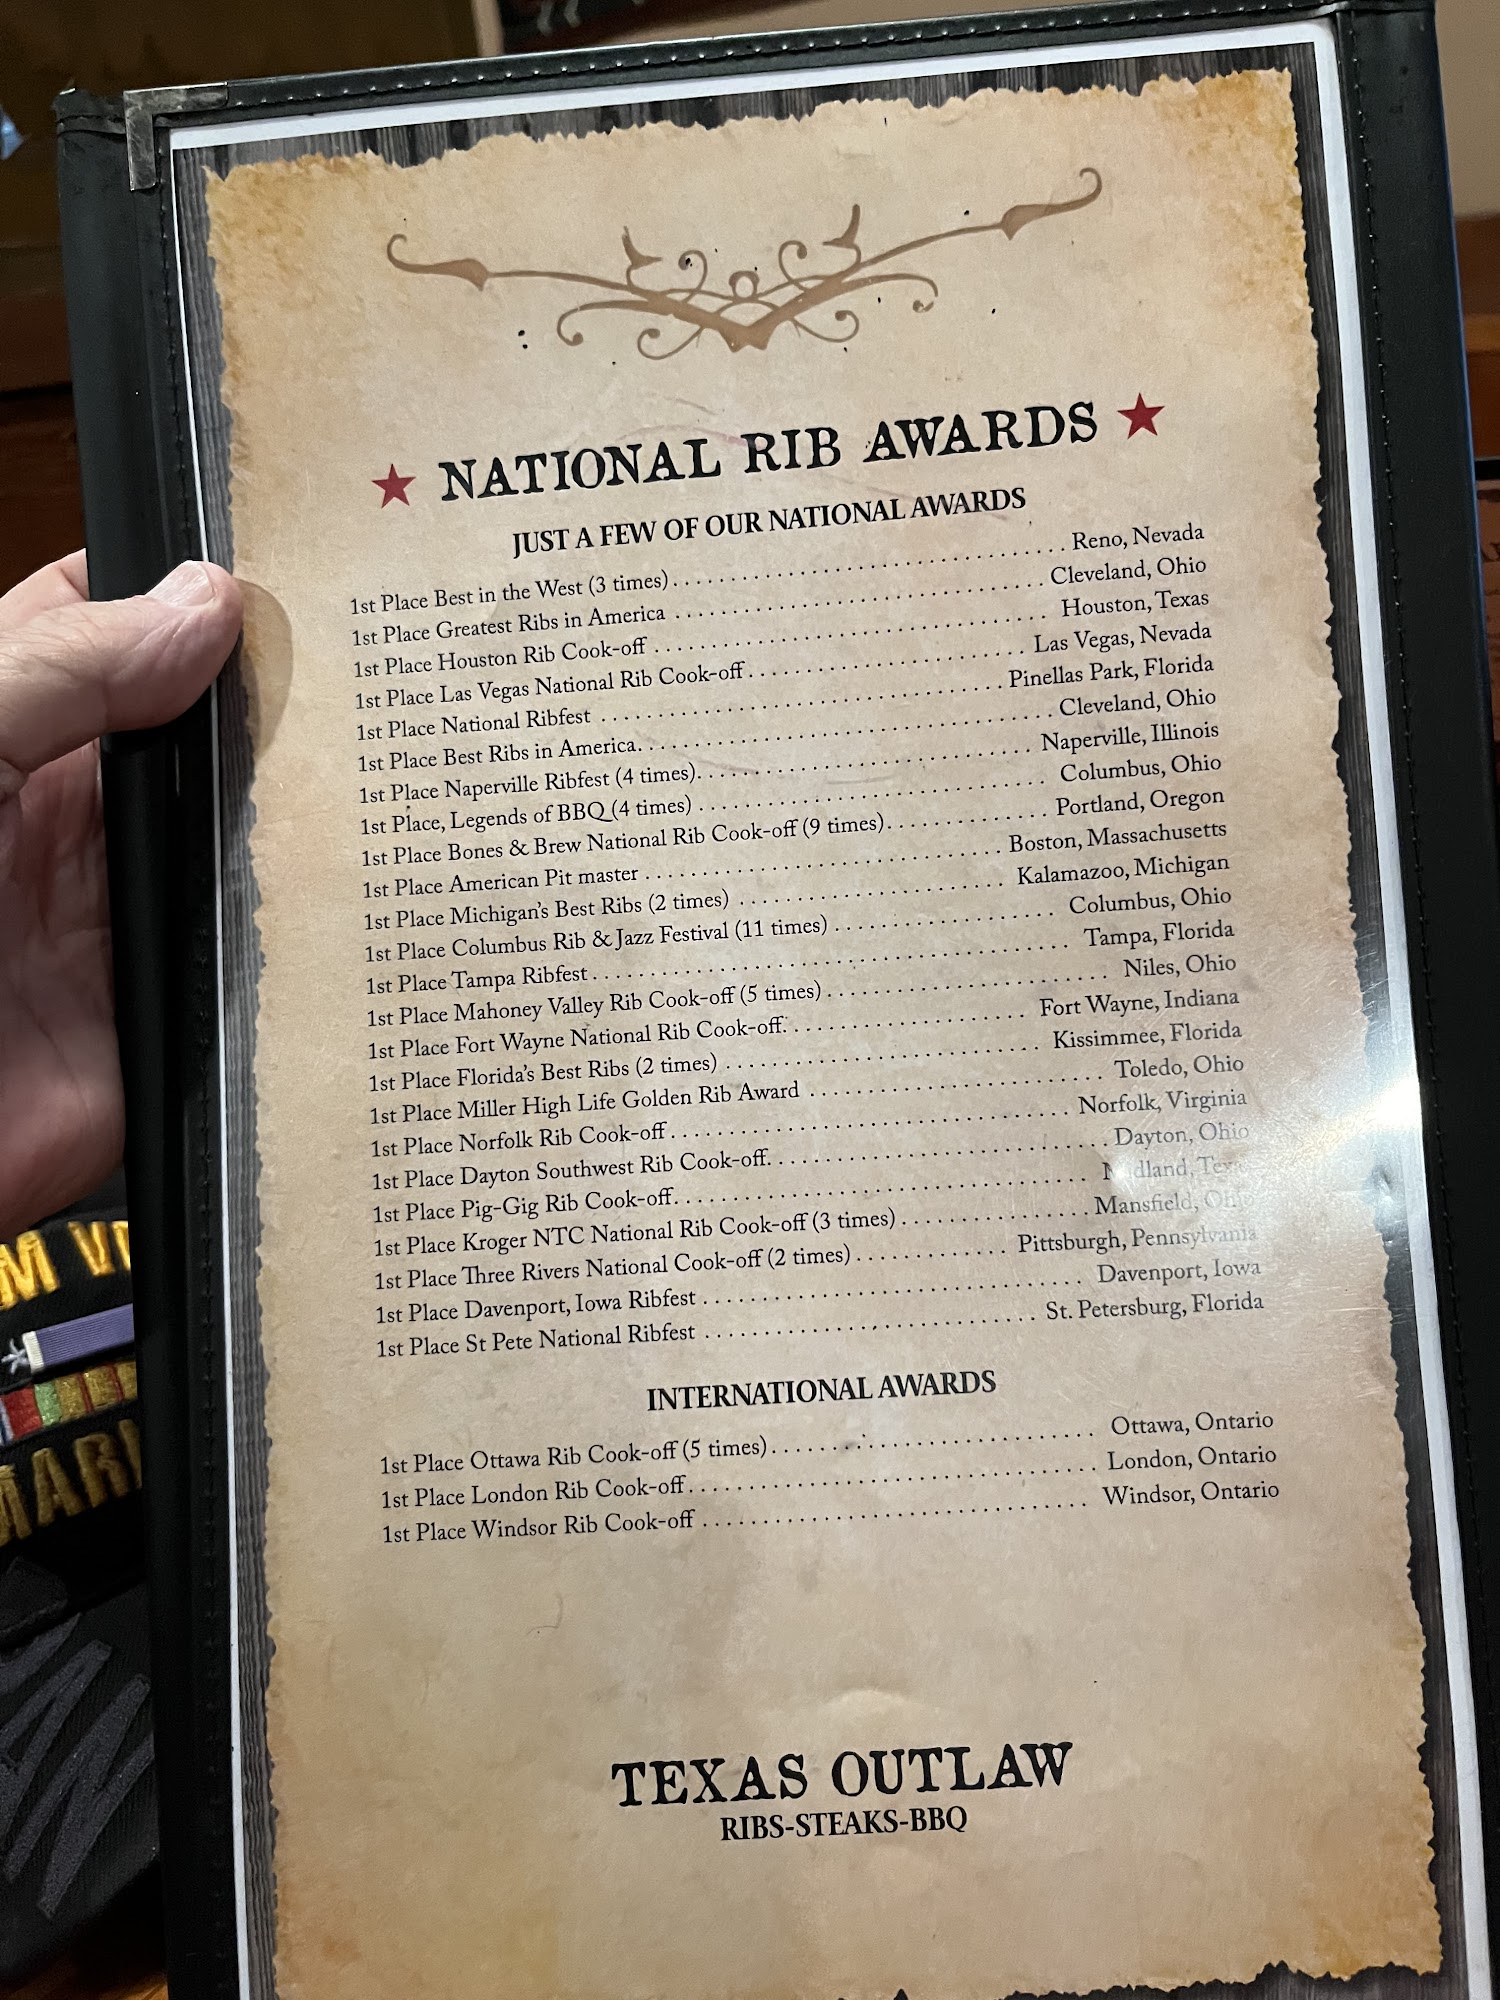 NATIONAL RIB AWARDS
JUST A FEW OF OUR NATIONAL AWARDS
1st Place Best in the West (3 times) Reno, Nevada
1st Place Greatest Ribs in America Cleveland, Ohio
1st Place Houston Rib Cook-off Houston, Texas
1st Place Las Vegas National Rib Cook-off Las Vegas, Nevada
1st Place National Ribfest Pinellas Park, Florida
1st Place Best Ribs in America Cleveland, Ohio
1st Place Naperville Ribfest (4 times) Naperville, Illinois
1st Place, Legends of BBQ (4 times) Columbus, Ohio
1st Place Bones & Brew National Rib Cook-off (9 times) Portland, Oregon
1st Place American Pit master Boston, Massachusetts
1st Place Michigan's Best Ribs (2 times) Kalamazoo, Michigan
1st Place Columbus Rib & Jazz Festival (11 times) Columbus, Ohio
1st Place Tampa Ribfest Tampa, Florida
1st Place Mahoney Valley Rib Cook-off (5 times) Niles, Ohio
1st Place Fort Wayne National Rib Cook-off Fort Wayne, Indiana
1st Place Florida's Best Ribs (2 times) Kissimmee, Florida
1st Place Miller High Life Golden Rib Award Toledo, Ohio
1st Place Norfolk Rib Cook-off Norfolk, Virginia
1st Place Dayton Southwest Rib Cook-off Dayton, Ohio
1st Place Pig-Gig Rib Cook-off Midland, Texas
1st Place Kroger NTC National Rib Cook-off (3 times) Mansfield, Ohio
1st Place Three Rivers National Cook-off (2 times) Pittsburgh, Pennsylvania
1st Place Davenport, Iowa Ribfest Davenport, Iowa
1st Place St Pete National Ribfest St. Petersburg, Florida
INTERNATIONAL AWARDS
1st Place Ottawa Rib Cook-off (5 times) Ottawa, Ontario
1st Place London Rib Cook-off London, Ontario
1st Place Windsor Rib Cook-off Windsor, Ontario
TEXAS OUTLAW
RIBS-STEAKS-BBQ